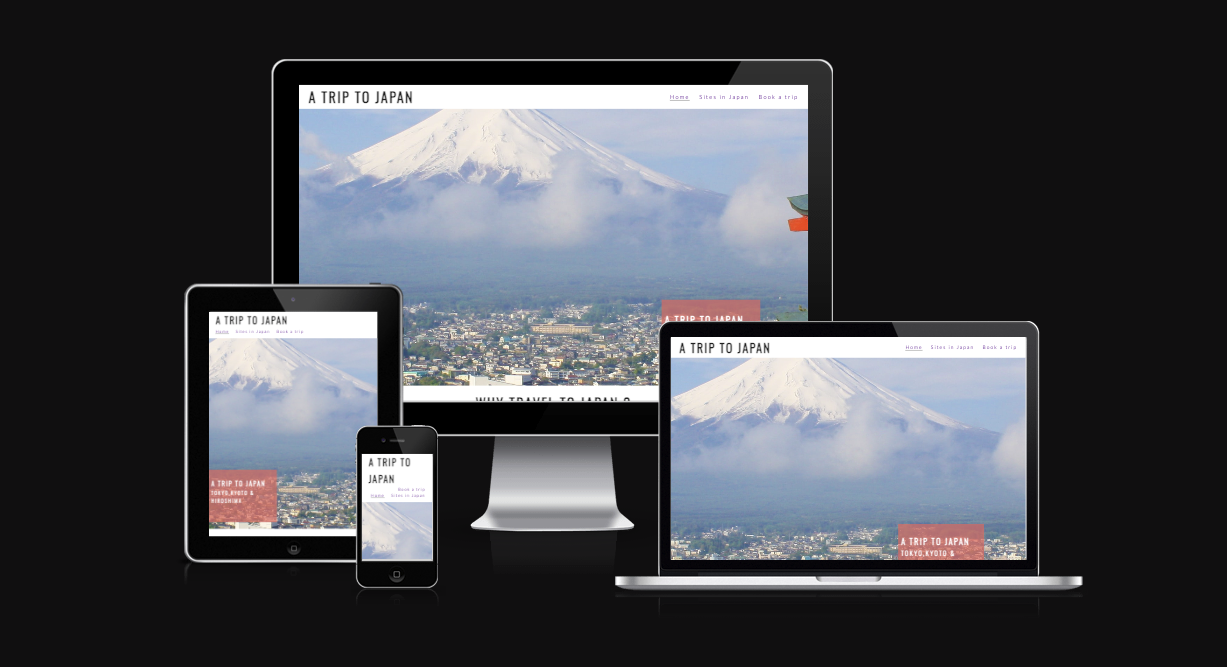 A TRIP TO JAPAN
Home Sites in Japan Book a trip
A TRIP TO JAPAN
WHY TRAVEL TO JAPAN ?
A TRIP TO JAPAN
Home Sites in Japan Book a trip
A TRIP TO JAPAN
TOKYO,KYOTO &
HIROSHIMA
A TRIP TO
JAPAN
Book a trip
Home Sites in Japan
A TRIP TO JAPAN
Home Sites in Japan Book a trip
A TRIP TO JAPAN
TOKYO,KYOTO &